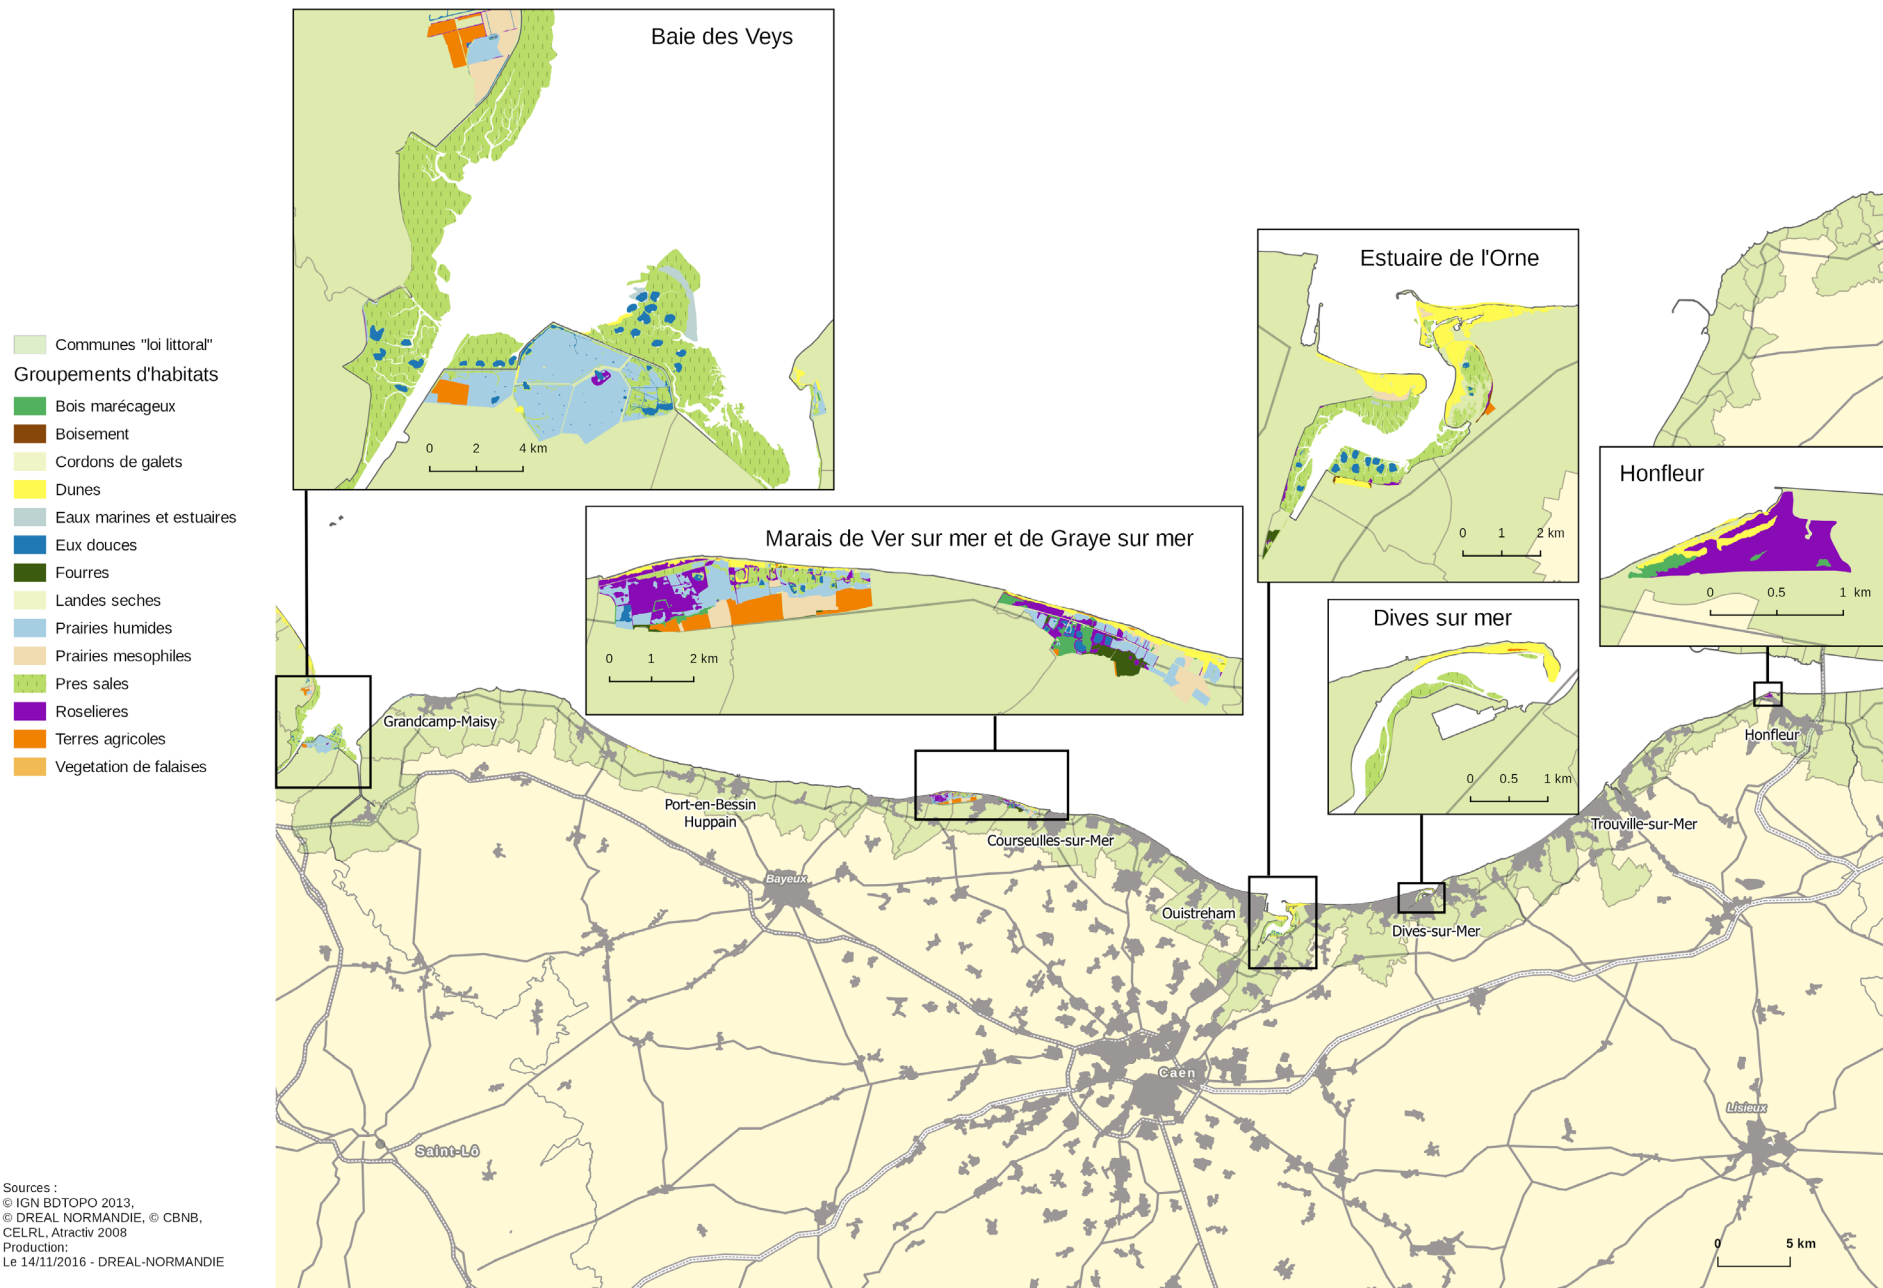 Baie des Veys
0 2 4 km
Communes "loi littoral"
Groupements d'habitats
Bois marécageux
Boisement
Cordons de galets
Dunes
Eaux marines et estuaires
Eux douces
Fourres
Landes seches
Prairies humides
Prairies mesophiles
Pres sales
Roselieres
Terres agricoles
Vegetation de falaises
Estuaire de l'Orne
0 1 2 km
Honfleur
0 0.5 1 km
Marais de Ver sur mer et de Graye sur mer
0 1 2 km
Dives sur mer
0 0.5 1 km
Grandcamp-Maisy
Port-en-Bessin
Huppain
Courseulles-sur-Mer
Bayeux
Ouistreham
Dives-sur-Mer
Trouville-sur-Mer
Honfleur
Caen
Lisieux
Saint-Lô
0 5 km
Sources :
© IGN BDTOPO 2013,
© DREAL NORMANDIE, © CBNB,
CELRL, Atractiv 2008
Production:
Le 14/11/2016 - DREAL-NORMANDIE